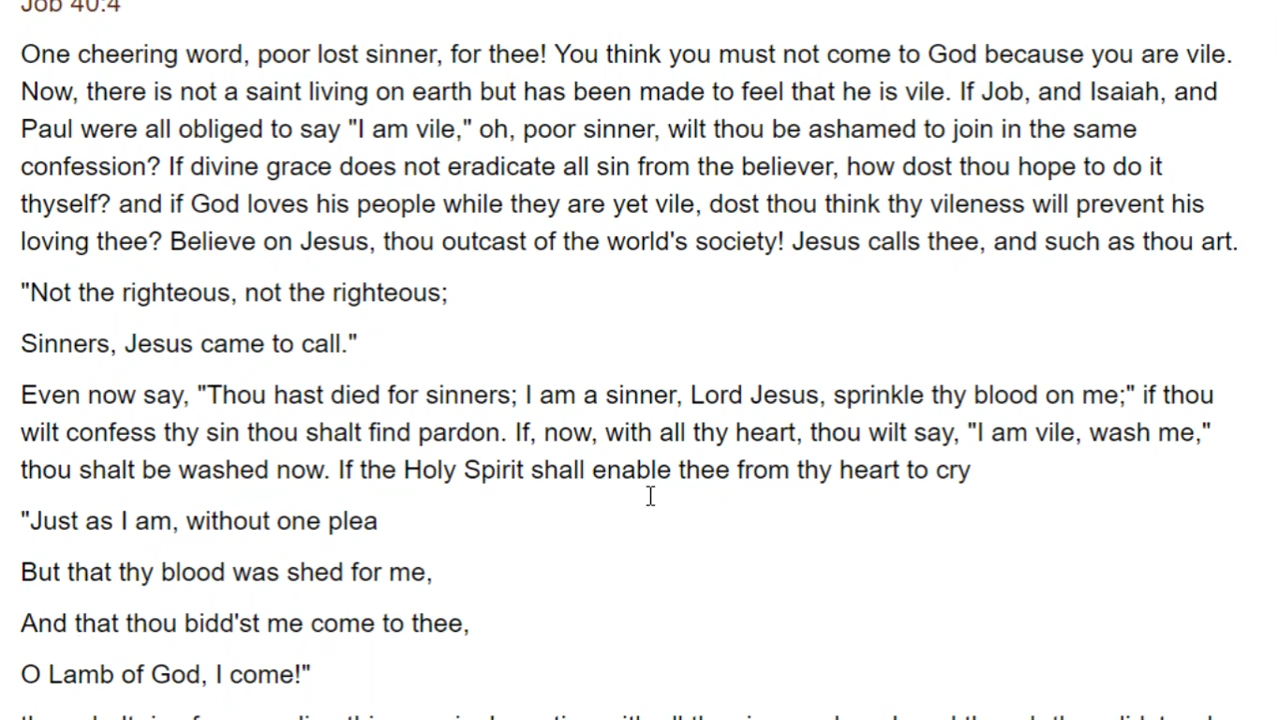 Job 40:4
One cheering word, poor lost sinner, for thee! You think you must not come to God because you are vile.
Now, there is not a saint living on earth but has been made to feel that he is vile. If Job, and Isaiah, and
Paul were all obliged to say "I am vile," oh, poor sinner, wilt thou be ashamed to join in the same
confession? If divine grace does not eradicate all sin from the believer, how dost thou hope to do it
thyself? and if God loves his people while they are yet vile, dost thou think thy vileness will prevent his
loving thee? Believe on Jesus, thou outcast of the world's society! Jesus calls thee, and such as thou art.
"Not the righteous, not the righteous;
Sinners, Jesus came to call."
Even now say, "Thou hast died for sinners; I am a sinner, Lord Jesus, sprinkle thy blood on me;" if thou
wilt confess thy sin thou shalt find pardon. If, now, with all thy heart, thou wilt say, "I am vile, wash me,"
thou shalt be washed now. If the Holy Spirit shall enable thee from thy heart to cry
"Just as I am, without one plea
But that thy blood was shed for me,
And that thou bidd'st me come to thee,
O Lamb of God, I come!"